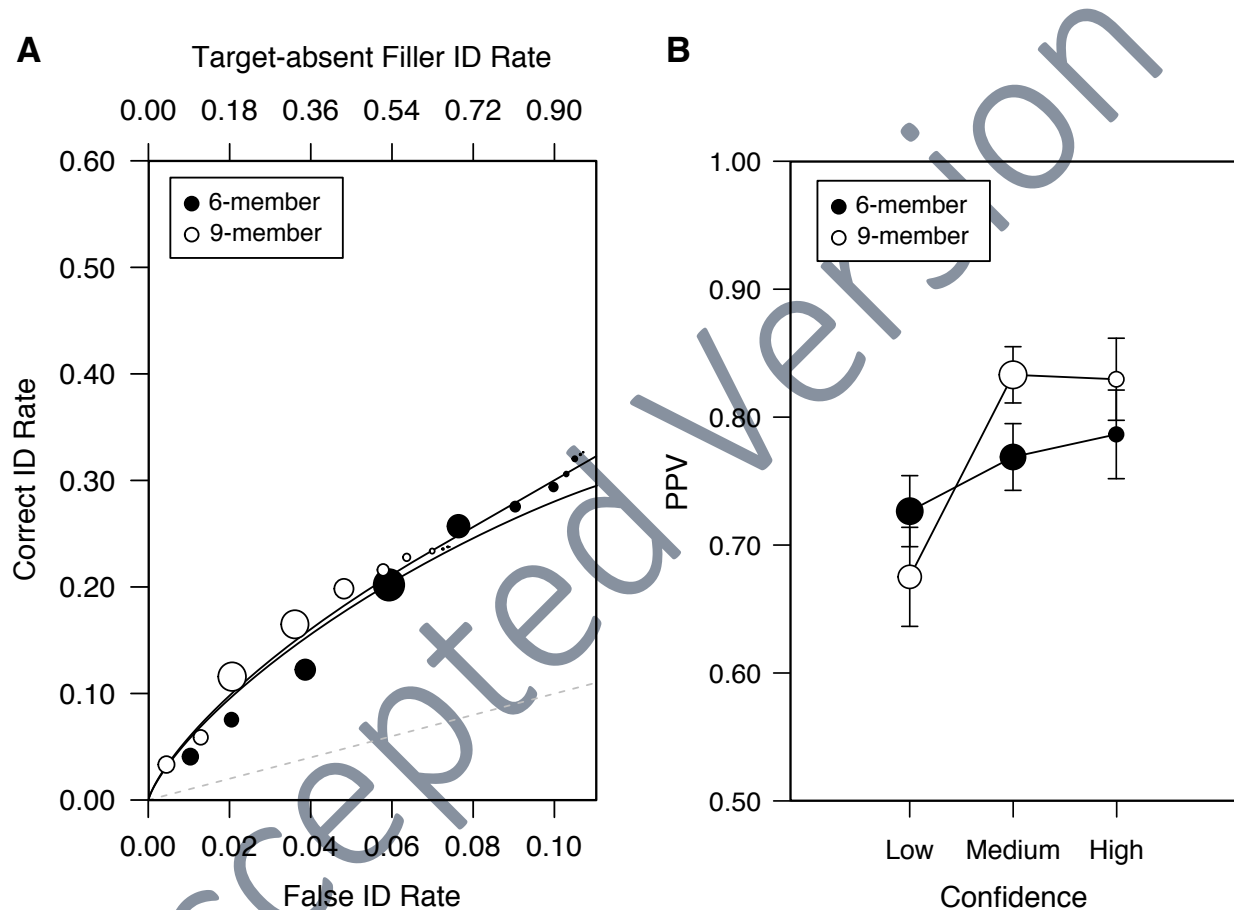 A
Target-absent Filler ID Rate
0.00 0.18 0.36 0.54 0.72 0.90
0.60
0.50
0.40
0.30
0.20
0.10
0.00
Correct ID Rate
6-member
9-member
0.00 0.02 0.04 0.06 0.08 0.10
False ID Rate
B
1.00
0.90
0.80
0.70
0.60
0.50
PPV
6-member
9-member
Low Medium High
Confidence
ccepted Version